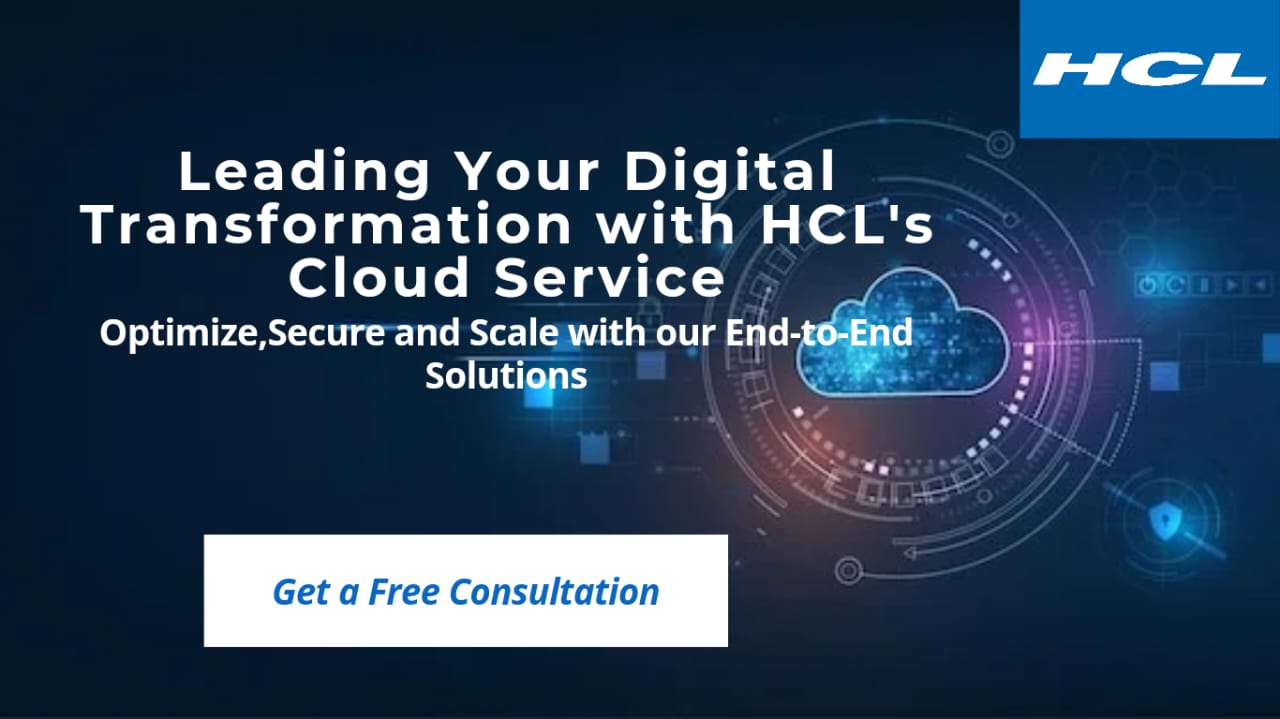 HCL
Leading Your Digital
Transformation with HCL's
Cloud Service
Optimize,Secure and Scale with our End-to-End
Solutions
Get a Free Consultation